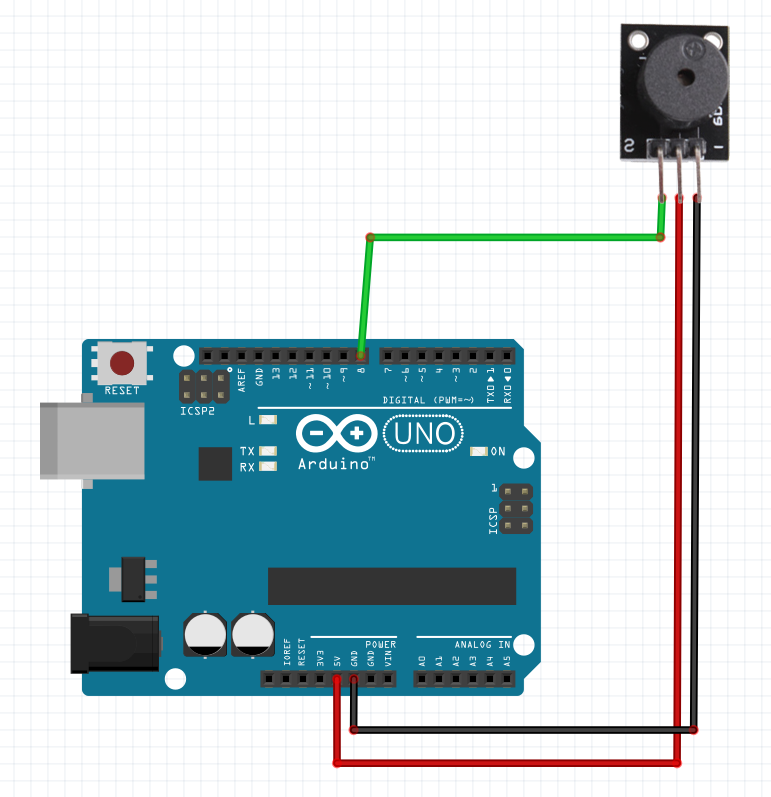 S
RESET
ICSP2
AREF
GND
13
12
~11
~10
~9
8
7
~6
~5
4
~3
2
TX0▶1
RX0◀0
DIGITAL (PWM=~)
L
TX
RX
Arduino™
UNO
ON
1
ICSP
POWER
ANALOG IN
IOREF
RESET
3V3
5V
GND
GND
VIN
A0
A1
A2
A3
A4
A5